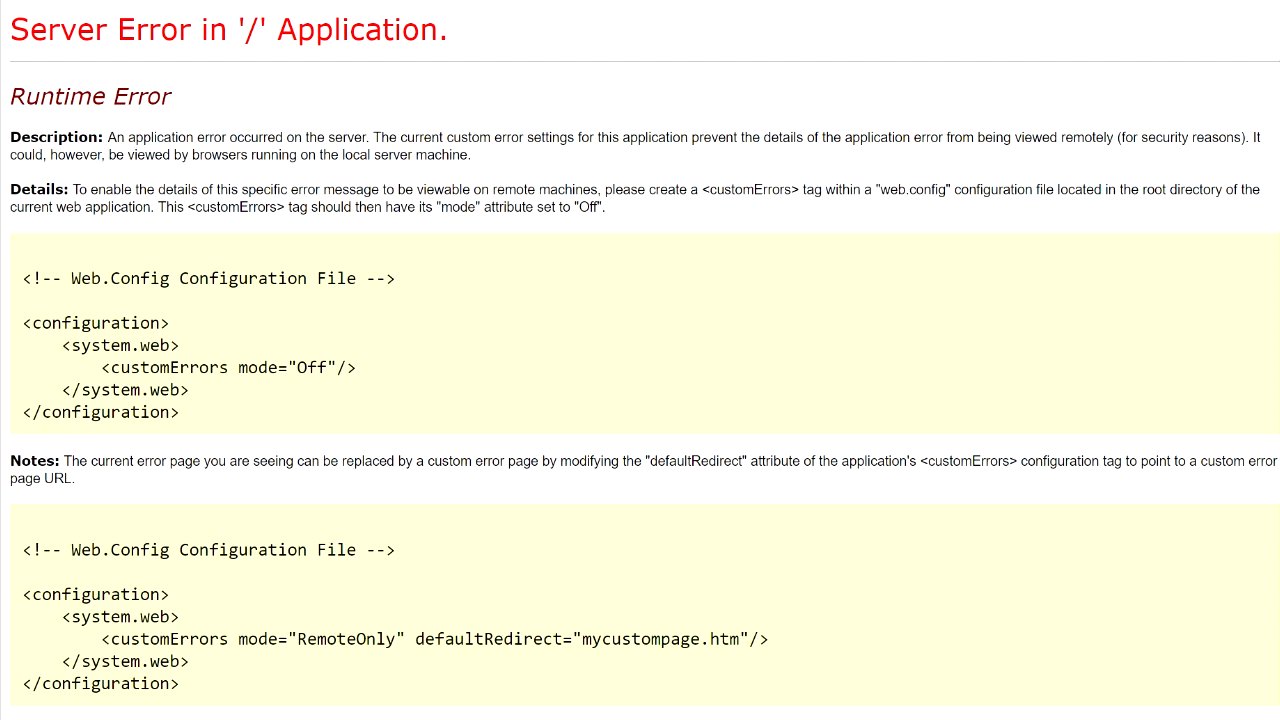 Server Error in '/' Application.
Runtime Error
Description: An application error occurred on the server. The current custom error settings for this application prevent the details of the application error from being viewed remotely (for security reasons). It
could, however, be viewed by browsers running on the local server machine.
Details: To enable the details of this specific error message to be viewable on remote machines, please create a <customErrors> tag within a "web.config" configuration file located in the root directory of the
current web application. This <customErrors> tag should then have its "mode" attribute set to "Off".
<!-- Web.Config Configuration File -->
<configuration>
    <system.web>
        <customErrors mode="Off"/>
    </system.web>
</configuration>
Notes: The current error page you are seeing can be replaced by a custom error page by modifying the "defaultRedirect" attribute of the application's <customErrors> configuration tag to point to a custom error
page URL.
<!-- Web.Config Configuration File -->
<configuration>
    <system.web>
        <customErrors mode="RemoteOnly" defaultRedirect="mycustompage.htm"/>
    </system.web>
</configuration>